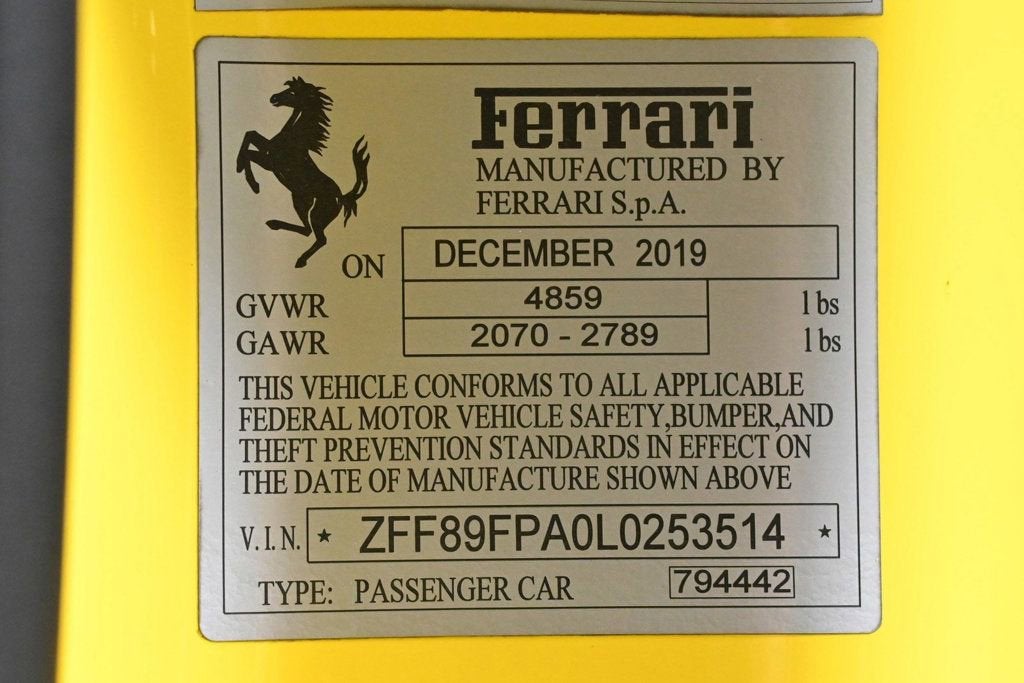 Ferrari
MANUFACTURED BY
FERRARI S.p.A.
ON DECEMBER 2019
GVWR 4859 lbs
GAWR 2070 - 2789 lbs
THIS VEHICLE CONFORMS TO ALL APPLICABLE
FEDERAL MOTOR VEHICLE SAFETY,BUMPER,AND
THEFT PREVENTION STANDARDS IN EFFECT ON
THE DATE OF MANUFACTURE SHOWN ABOVE
V.I.N. ★ ZFF89FPA0L0253514 ★
TYPE: PASSENGER CAR 794442